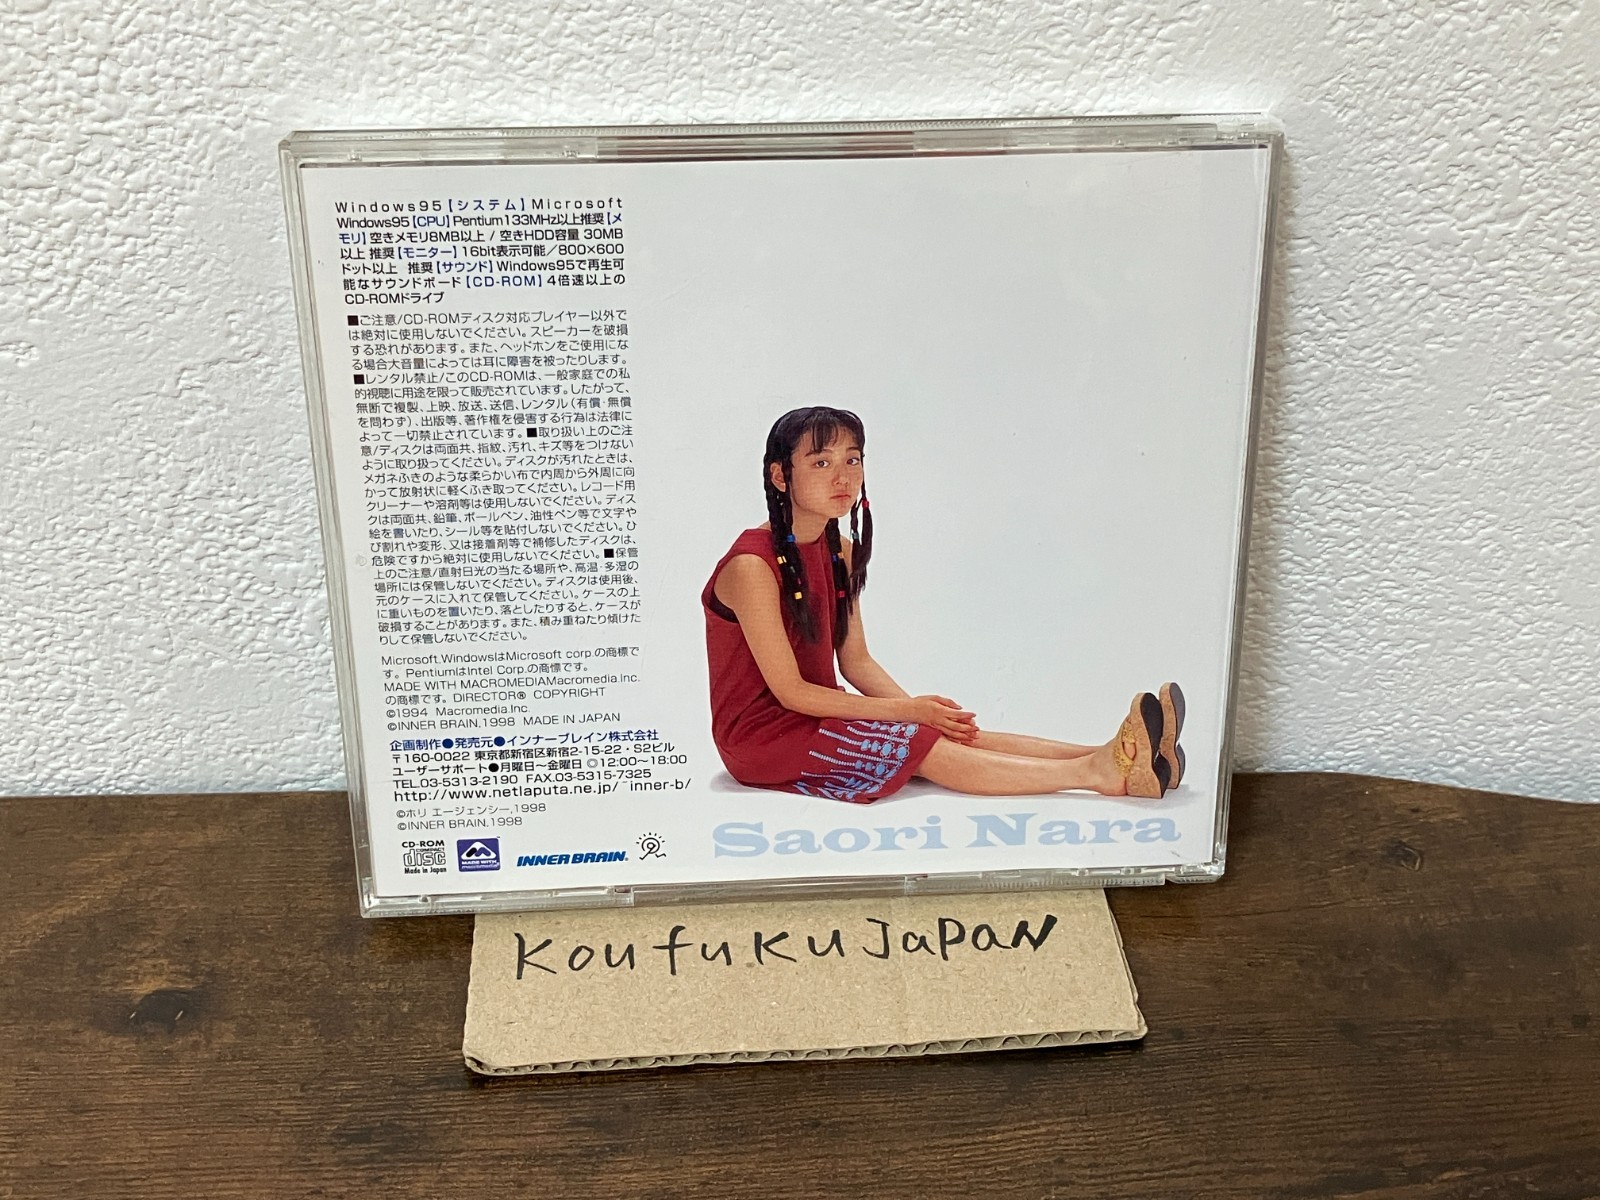 Windows95【システム】Microsoft
Windows95【CPU】Pentium133MHz以上推奨【メ
モリ】空きメモリ8MB以上 / 空きHDD容量 30MB
以上 推奨【モニター】16bit表示可能／800×600
ドット以上 推奨【サウンド】Windows95で再生可
能なサウンドボード【CD-ROM】4倍速以上の
CD-ROMドライブ
■ご注意/CD-ROMディスク対応プレイヤー以外で
は絶対に使用しないでください。スピーカーを破損
する恐れがあります。また、ヘッドホンをご使用にな
る場合大音量によっては耳に障害を被ったりします。
■レンタル禁止/このCD-ROMは、一般家庭での私
的視聴に用途を限って販売されています。したがって、
無断で複製、上映、放送、送信、レンタル(有償・無償
を問わず)、出版等、著作権を侵害する行為は法律に
よって一切禁止されています。■取り扱い上のご注
意/ディスクは両面共、指紋、汚れ、キズ等をつけない
ように取り扱ってください。ディスクが汚れたときは、
メガネふきのような柔らかい布で内周から外周に向
かって放射状に軽くふき取ってください。レコード用
クリーナーや溶剤等は使用しないでください。ディス
クは両面共、鉛筆、ボールペン、油性ペン等で文字や
絵を書いたり、シール等を貼付しないでください。ひ
び割れや変形、又は接着剤等で補修したディスクは、
危険ですから絶対に使用しないでください。■保管
上のご注意/直射日光の当たる場所や、高温・多湿の
場所には保管しないでください。ディスクは使用後、
元のケースに入れて保管してください。ケースの上
に重いものを置いたり、落としたりすると、ケースが
破損することがあります。また、積み重ねたり傾けた
りして保管しないでください。
Microsoft,WindowsはMicrosoft corp.の商標で
す。PentiumはIntel Corp.の商標です。
MADE WITH MACROMEDIAMacromedia,Inc.
の商標です。DIRECTOR® COPYRIGHT
©1994 Macromedia.Inc.
©INNER BRAIN,1998 MADE IN JAPAN
企画制作●発売元●インナーブレイン株式会社
〒160-0022 東京都新宿区新宿2-15-22・S2ビル
ユーザーサポート●月曜日〜金曜日 ◎12:00〜18:00
TEL.03-5313-2190 FAX.03-5315-7325
http://www.netlaputa.ne.jp/~inner-b/
©ホリ エージェンシー,1998
©INNER BRAIN,1998
CD-ROM
COMPACT
disc
Made in Japan
MADE WITH
MACROMEDIA
INNER BRAIN.
Saori Nara
KoufuKuJaPaN